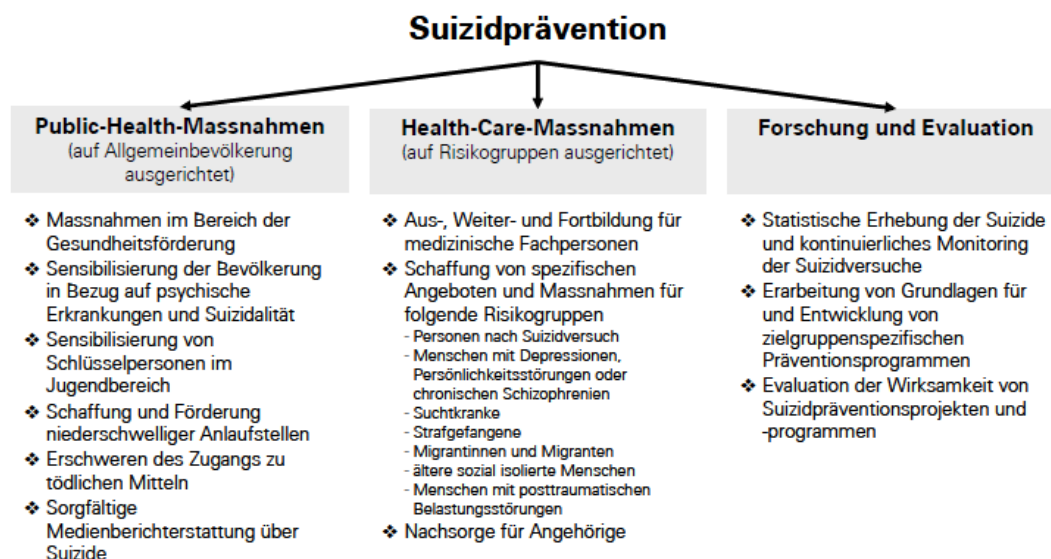 Suizidprävention
Public-Health-Massnahmen
(auf Allgemeinbevölkerung
ausgerichtet)
❖ Massnahmen im Bereich der
Gesundheitsförderung
❖ Sensibilisierung der Bevölkerung
in Bezug auf psychische
Erkrankungen und Suizidalität
❖ Sensibilisierung von
Schlüsselpersonen im
Jugendbereich
❖ Schaffung und Förderung
niederschwelliger Anlaufstellen
❖ Erschweren des Zugangs zu
tödlichen Mitteln
❖ Sorgfältige
Medienberichterstattung über
Suizide
Health-Care-Massnahmen
(auf Risikogruppen ausgerichtet)
❖ Aus-, Weiter- und Fortbildung für
medizinische Fachpersonen
❖ Schaffung von spezifischen
Angeboten und Massnahmen für
folgende Risikogruppen
- Personen nach Suizidversuch
- Menschen mit Depressionen,
Persönlichkeitsstörungen oder
chronischen Schizophrenien
- Suchtkranke
- Strafgefangene
- Migrantinnen und Migranten
- ältere sozial isolierte Menschen
- Menschen mit posttraumatischen
Belastungsstörungen
❖ Nachsorge für Angehörige
Forschung und Evaluation
❖ Statistische Erhebung der Suizide
und kontinuierliches Monitoring
der Suizidversuche
❖ Erarbeitung von Grundlagen für
und Entwicklung von
zielgruppenspezifischen
Präventionsprogrammen
❖ Evaluation der Wirksamkeit von
Suizidpräventionsprojekten und
-programmen